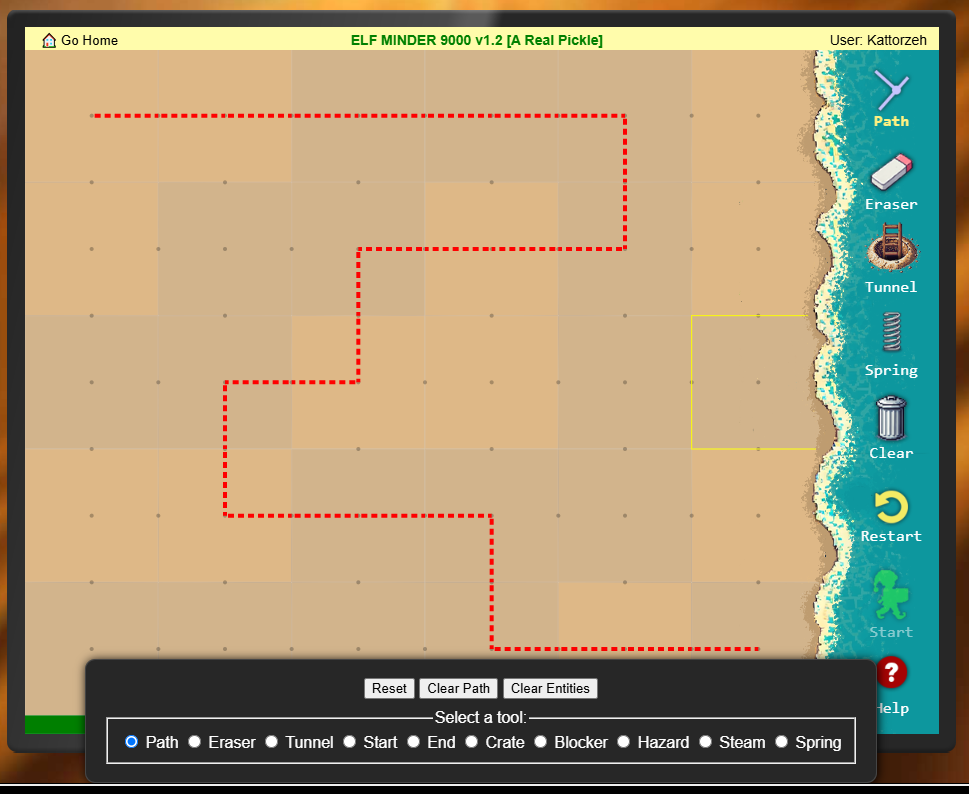 Go Home ELF MINDER 9000 v1.2 [A Real Pickle] User: Kattorzeh
Path
Eraser
Tunnel
Spring
Clear
Restart
Start
?
Help
Reset Clear Path Clear Entities
Select a tool:
Path Eraser Tunnel Start End Crate Blocker Hazard Steam Spring